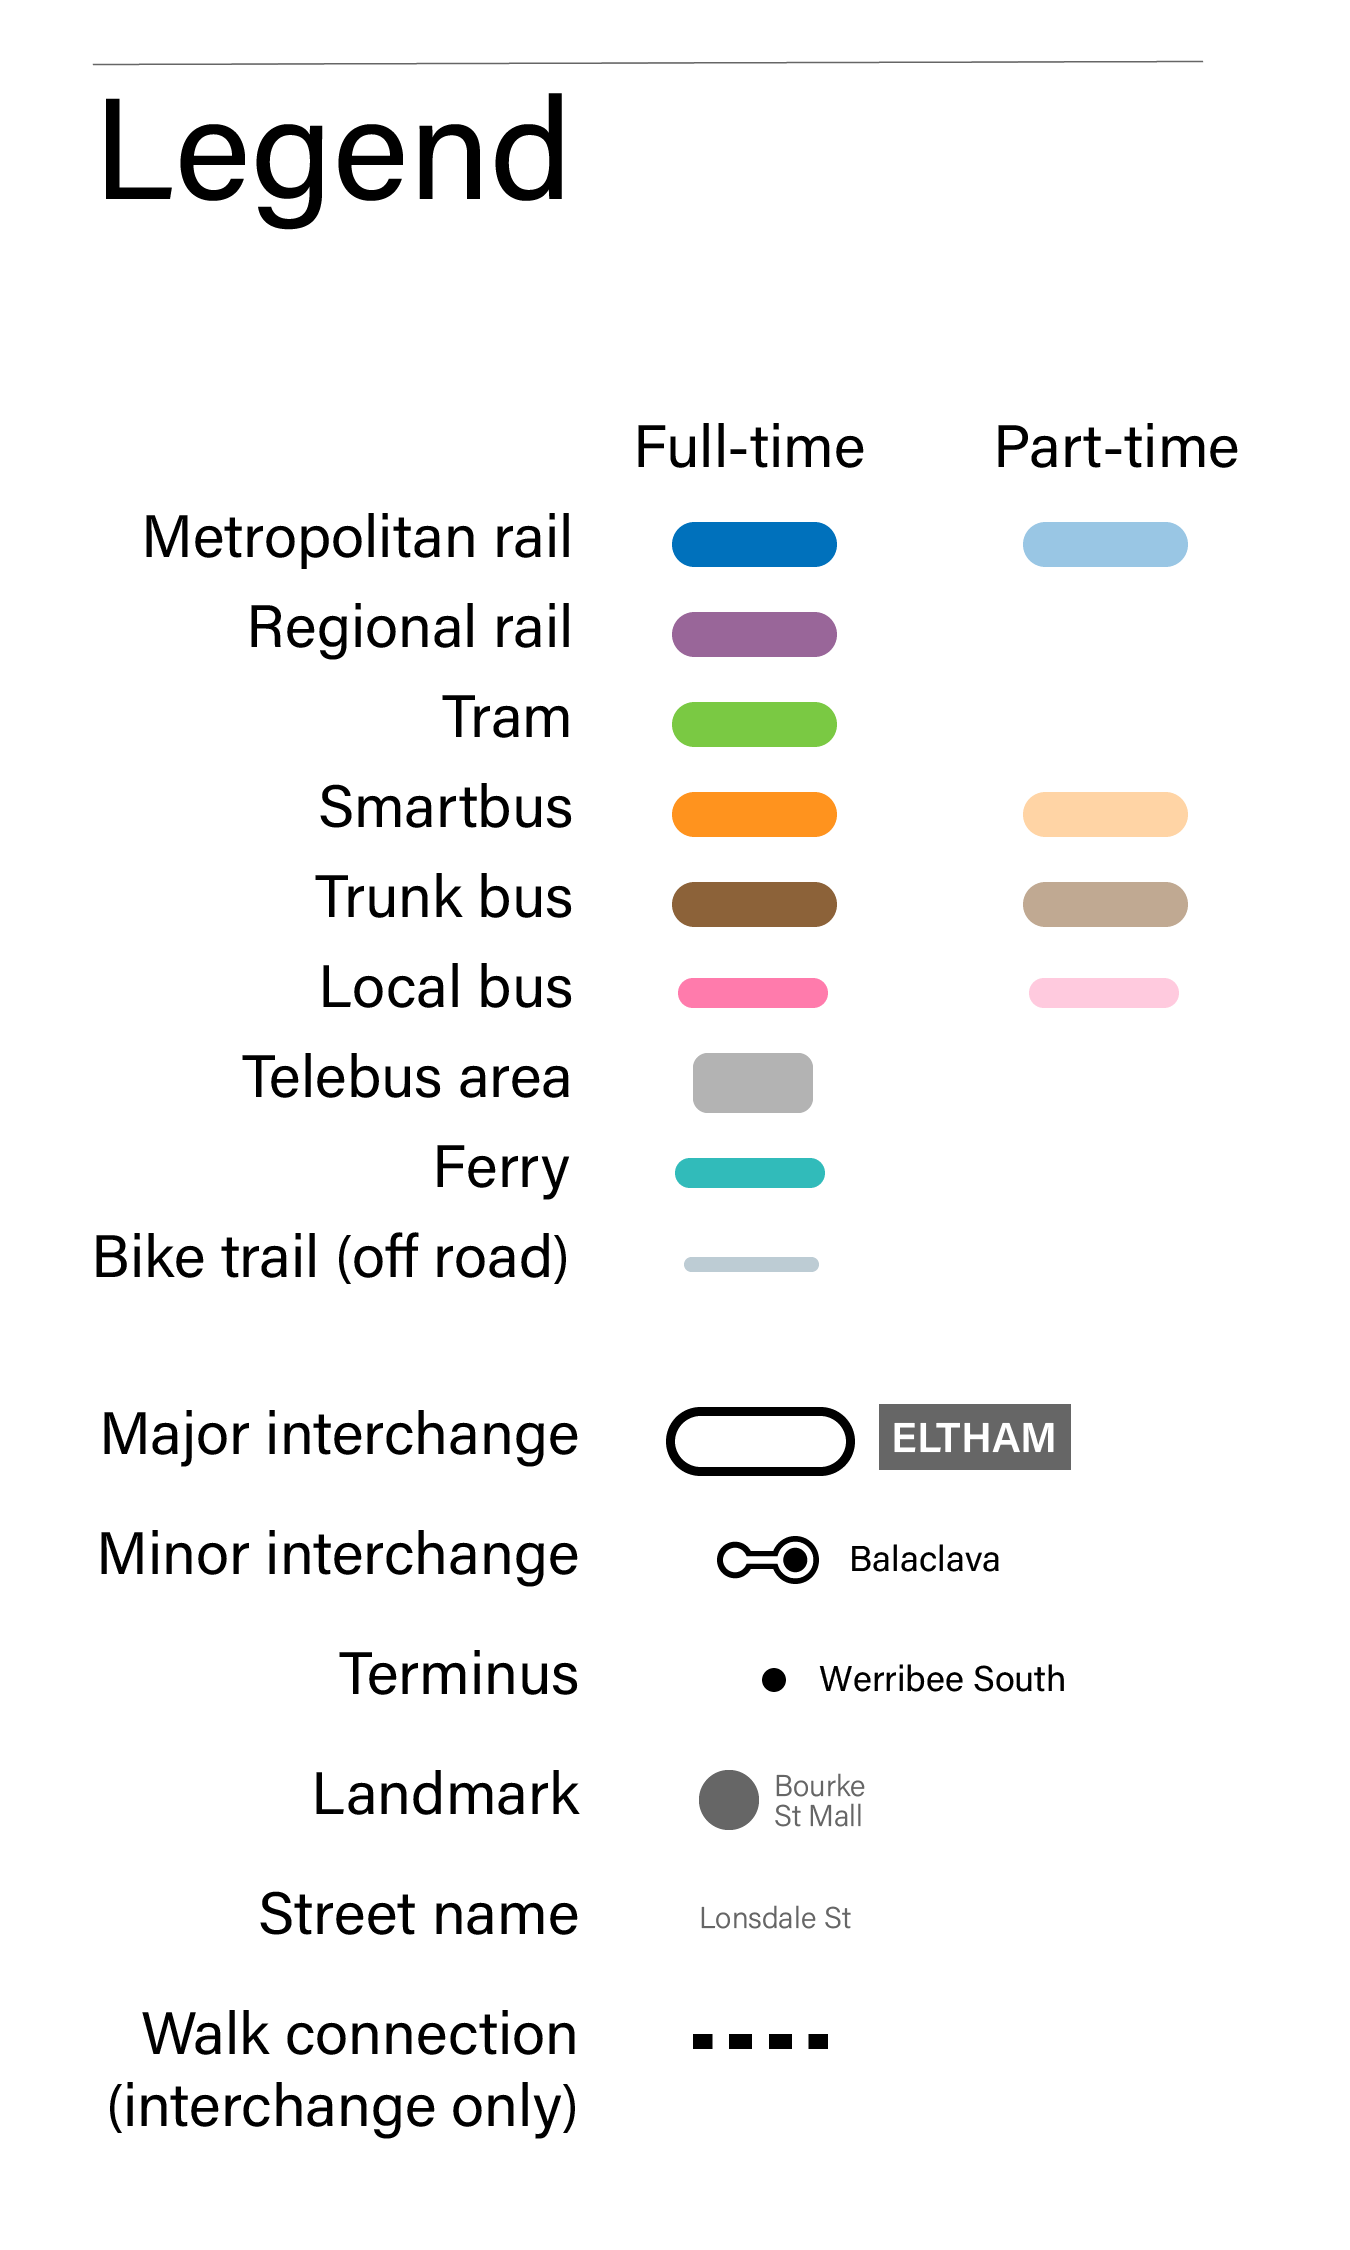 Legend
Full-time Part-time
Metropolitan rail
Regional rail
Tram
Smartbus
Trunk bus
Local bus
Telebus area
Ferry
Bike trail (off road)
Major interchange ELTHAM
Minor interchange Balaclava
Terminus Werribee South
Landmark Bourke
St Mall
Street name Lonsdale St
Walk connection
(interchange only)